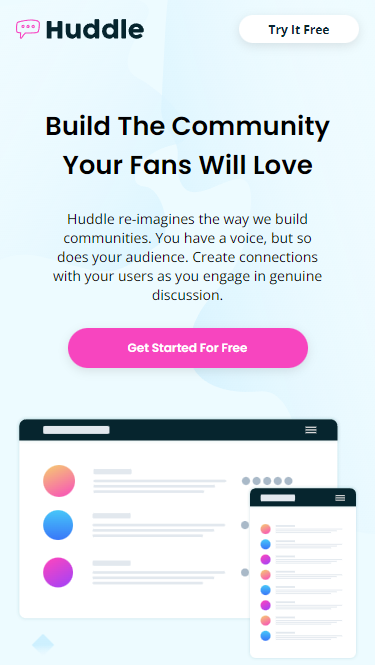 Huddle
Try It Free
Build The Community
Your Fans Will Love
Huddle re-imagines the way we build
communities. You have a voice, but so
does your audience. Create connections
with your users as you engage in genuine
discussion.
Get Started For Free